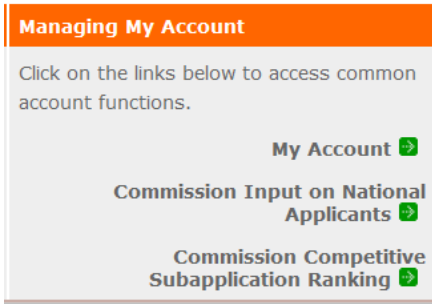 Managing My Account
Click on the links below to access common
account functions.
My Account
Commission Input on National
Applicants
Commission Competitive
Subapplication Ranking